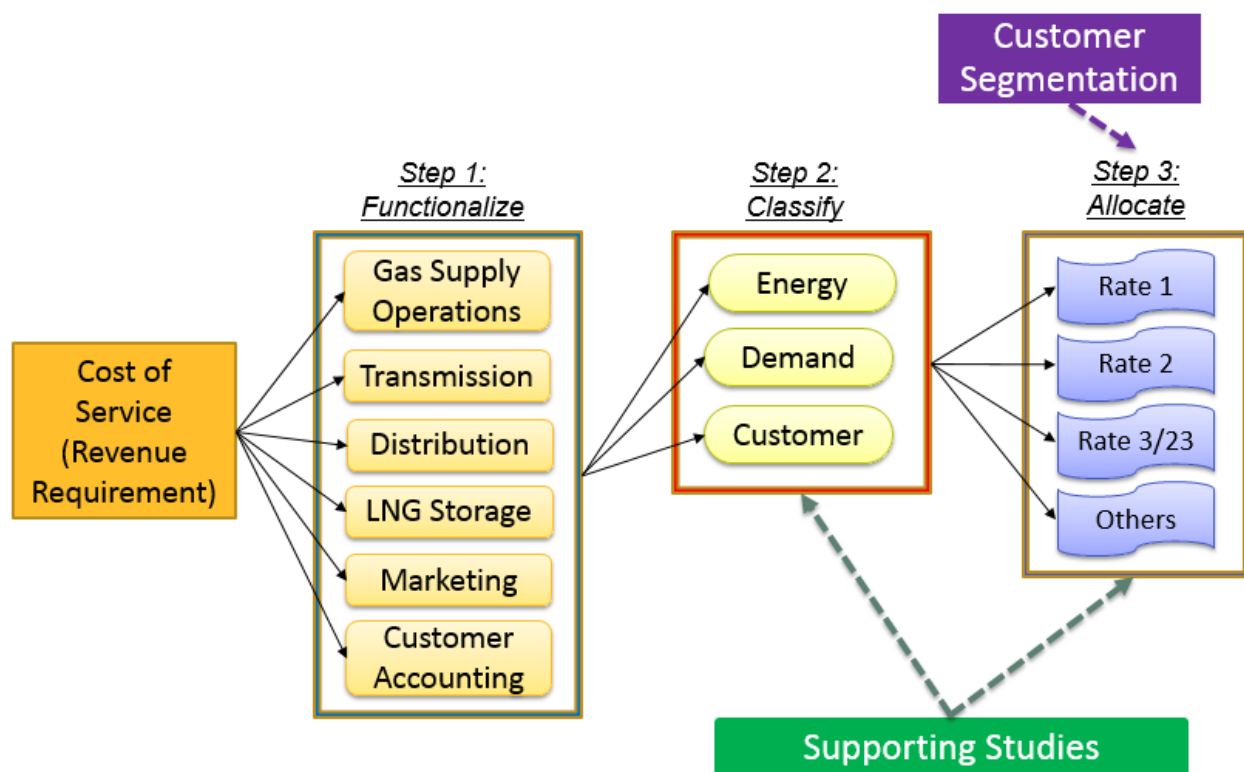 Customer
Segmentation
Step 1:
Functionalize
Step 2:
Classify
Step 3:
Allocate
Cost of
Service
(Revenue
Requirement)
Gas Supply
Operations
Transmission
Distribution
LNG Storage
Marketing
Customer
Accounting
Energy
Demand
Customer
Rate 1
Rate 2
Rate 3/23
Others
Supporting Studies